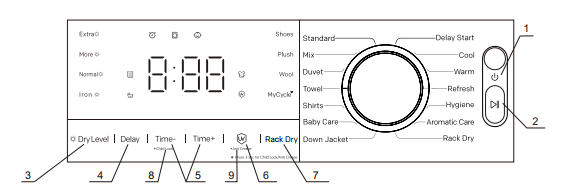 Extra
More
Normal
Iron
8:88
Shoes
Plush
Wool
MyCycle
Standard
Mix
Duvet
Towel
Shirts
Baby Care
Down Jacket
Delay Start
Cool
Warm
Refresh
Hygiene
Aromatic Care
Rack Dry
1
2
Dry Level
Delay
Time-
Time+
UV
Rack Dry
3
4
8
5
9
6
7